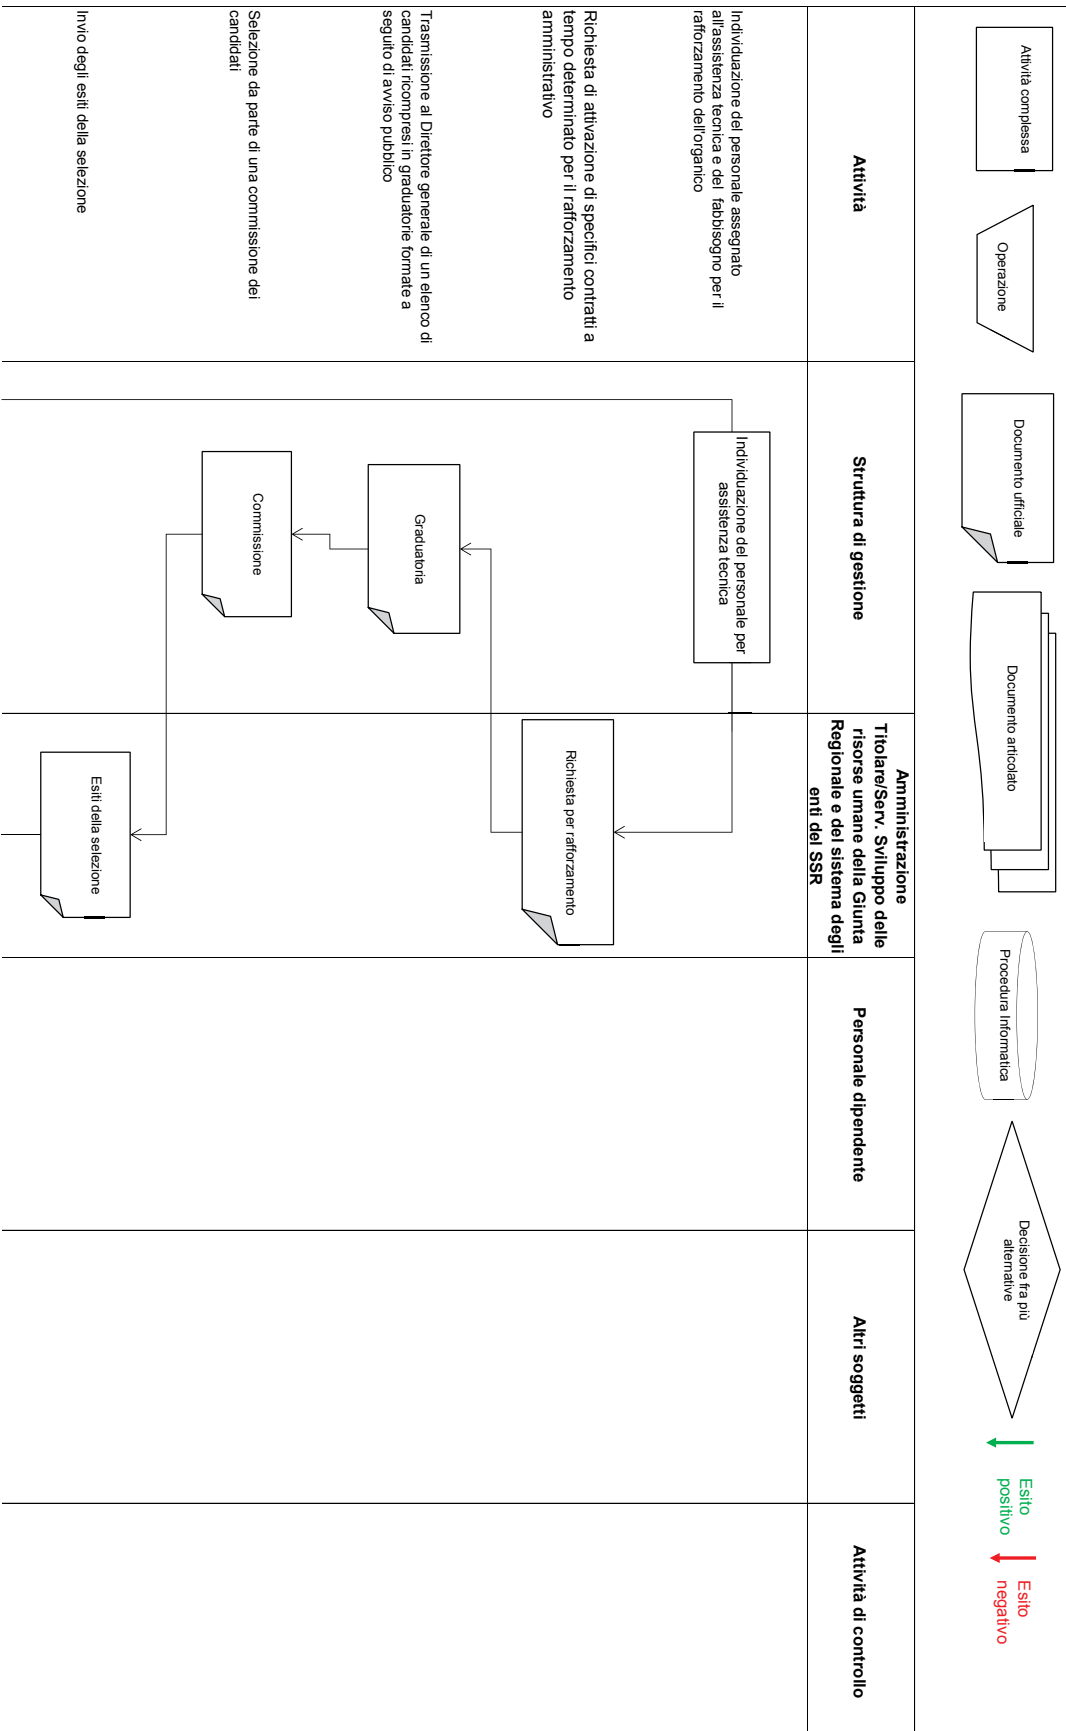 Attività complessa
Operazione
Documento ufficiale
Documento articolato
Procedura Informatica
Decisione fra più
alternative
Esito
positivo
Esito
negativo
Attività
Struttura di gestione
Amministrazione
Titolare/Serv. Sviluppo delle
risorse umane della Giunta
Regionale e del sistema degli
enti del SSR
Personale dipendente
Altri soggetti
Attività di controllo
Individuazione del personale assegnato
all'assistenza tecnica e del fabbisogno per il
rafforzamento dell'organico
Individuazione del personale per
assistenza tecnica
Richiesta di attivazione di specifici contratti a
tempo determinato per il rafforzamento
amministrativo
Richiesta per rafforzamento
Trasmissione al Direttore generale di un elenco di
candidati ricompresi in graduatorie formate a
seguito di avviso pubblico
Graduatoria
Selezione da parte di una commissione dei
candidati
Commissione
Invio degli esiti della selezione
Esiti della selezione